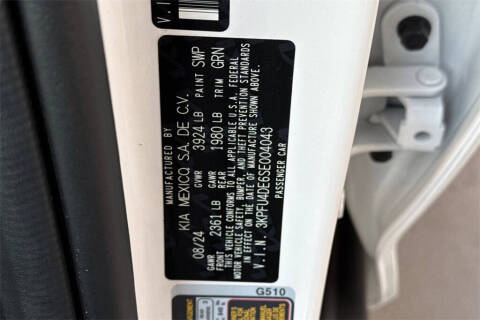 MANUFACTURED BY
KIA MEXICO, S.A. DE C.V.
08/24 GVWR 3924 LB PAINT SWP
GAWR FRONT 2361 LB GAWR REAR 1980 LB TRIM GRN
THIS VEHICLE CONFORMS TO ALL APPLICABLE U.S.A. FEDERAL
MOTOR VEHICLE SAFETY, BUMPER, AND THEFT PREVENTION STANDARDS
IN EFFECT ON THE DATE OF MANUFACTURE SHOWN ABOVE.
V.I.N. 3KPFU4DE6SE004043
PASSENGER CAR
V.I.N
G510